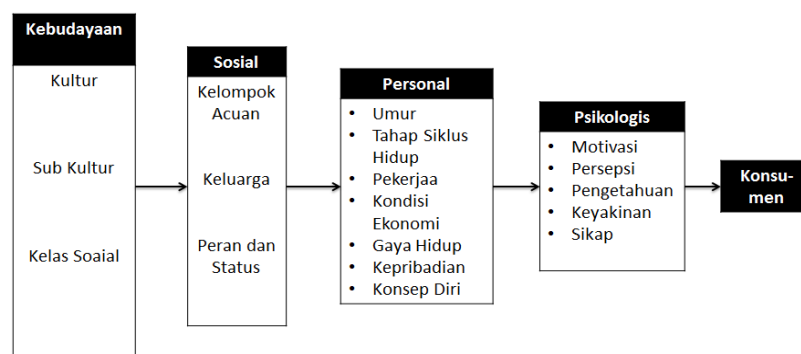 Kebudayaan
Kultur
Sub Kultur
Kelas Soaial
Sosial
Kelompok
Acuan
Keluarga
Peran dan
Status
Personal
• Umur
• Tahap Siklus
Hidup
• Pekerjaa
• Kondisi
Ekonomi
• Gaya Hidup
• Kepribadian
• Konsep Diri
Psikologis
• Motivasi
• Persepsi
• Pengetahuan
• Keyakinan
• Sikap
Konsu-
men